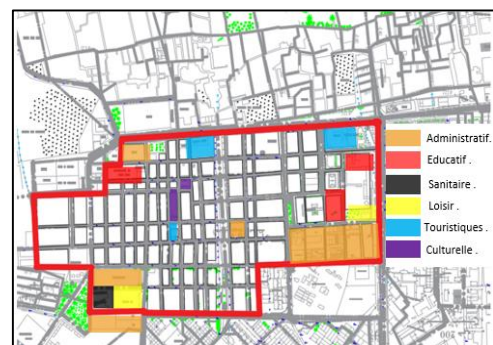 Administratif.
Educatif .
Sanitaire .
Loisir .
Touristiques .
Culturelle .